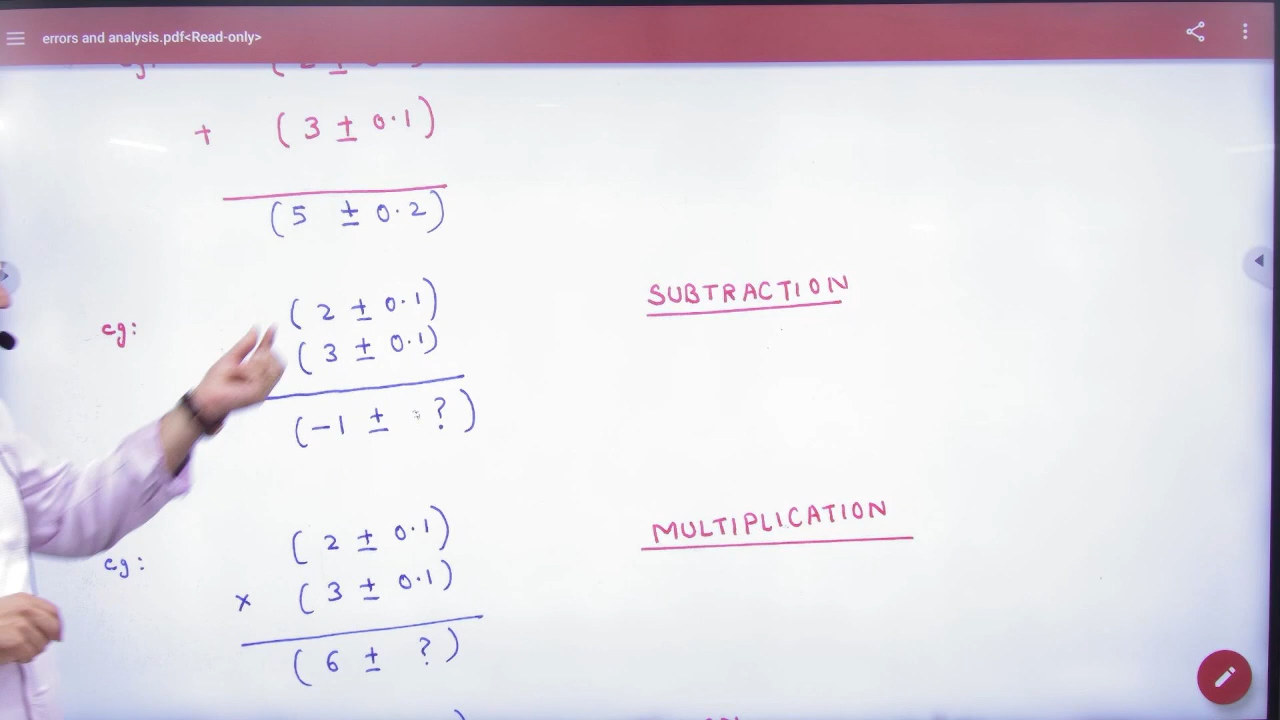 errors and analysis.pdf<Read-only>
+ (3 ± 0.1)
(5 ± 0.2)
eg: (2 ± 0.1)
(3 ± 0.1)
(-1 ± ?)
SUBTRACTION
eg: (2 ± 0.1)
× (3 ± 0.1)
(6 ± ?)
MULTIPLICATION